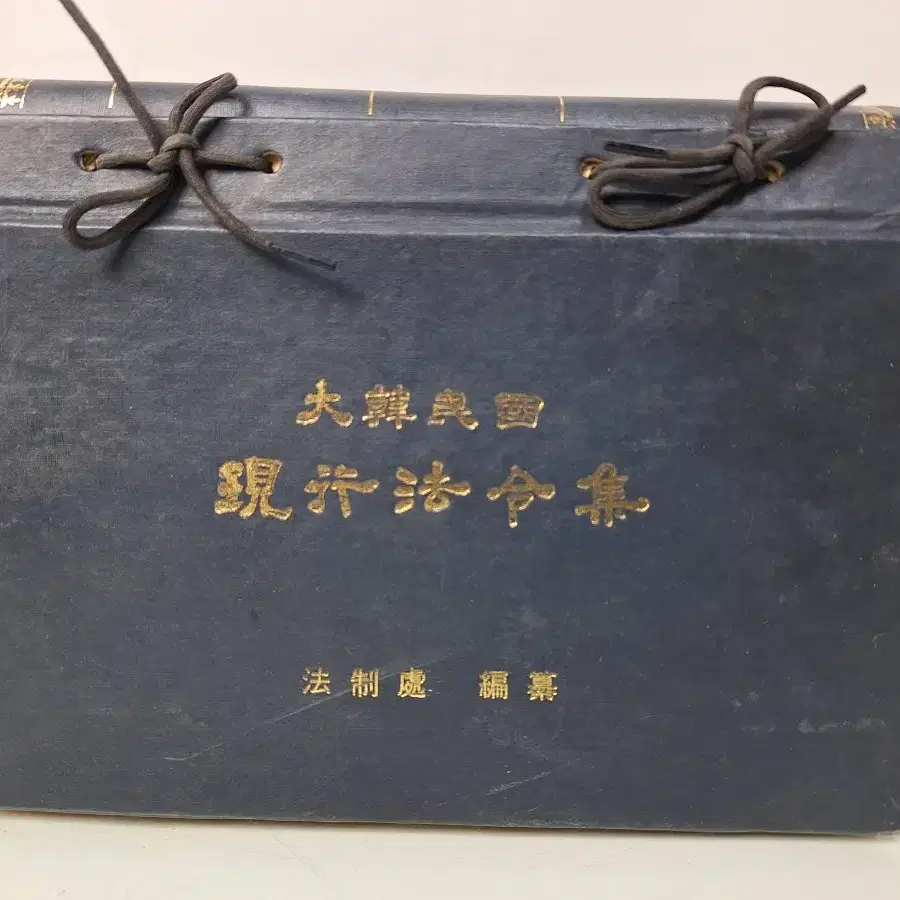 大韓民國
現行法令集
法制處 編纂